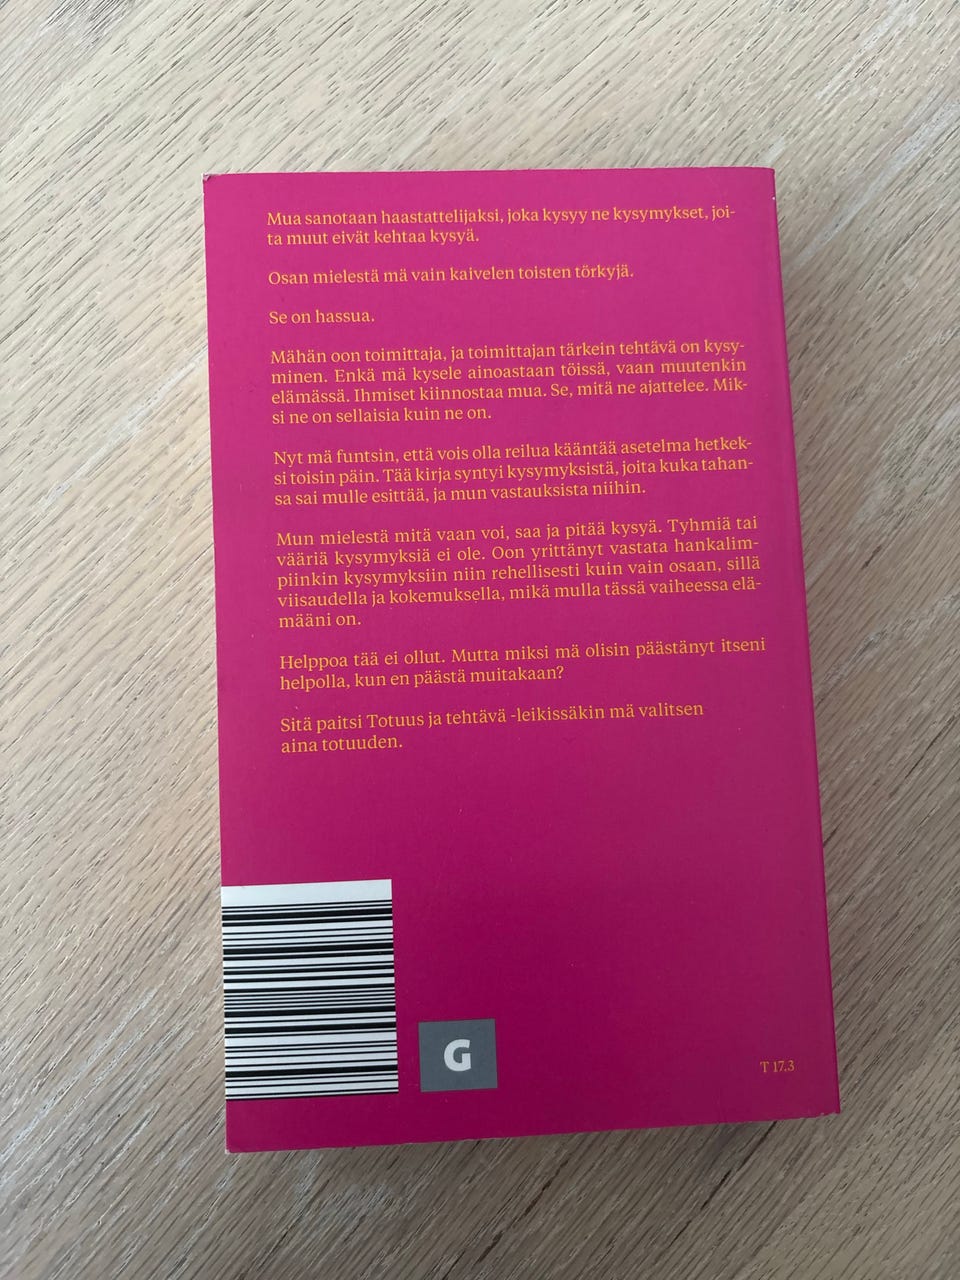 Mua sanotaan haastattelijaksi, joka kysyy ne kysymykset, joi-
ta muut eivät kehtaa kysyä.
Osan mielestä mä vain kaivelen toisten törkyjä.
Se on hassua.
Mähän oon toimittaja, ja toimittajan tärkein tehtävä on kysy-
minen. Enkä mä kysele ainoastaan töissä, vaan muutenkin
elämässä. Ihmiset kiinnostaa mua. Se, mitä ne ajattelee. Mik-
si ne on sellaisia kuin ne on.
Nyt mä funtsin, että vois olla reilua kääntää asetelma hetkek-
si toisin päin. Tää kirja syntyi kysymyksistä, joita kuka tahan-
sa sai mulle esittää, ja mun vastauksista niihin.
Mun mielestä mitä vaan voi, saa ja pitää kysyä. Tyhmiä tai
vääriä kysymyksiä ei ole. Oon yrittänyt vastata hankalim-
piinkin kysymyksiin niin rehellisesti kuin vain osaan, sillä
viisaudella ja kokemuksella, mikä mulla tässä vaiheessa elä-
määni on.
Helppoa tää ei ollut. Mutta miksi mä olisin päästänyt itseni
helpolla, kun en päästä muitakaan?
Sitä paitsi Totuus ja tehtävä -leikissäkin mä valitsen
aina totuuden.
G
T 17.3